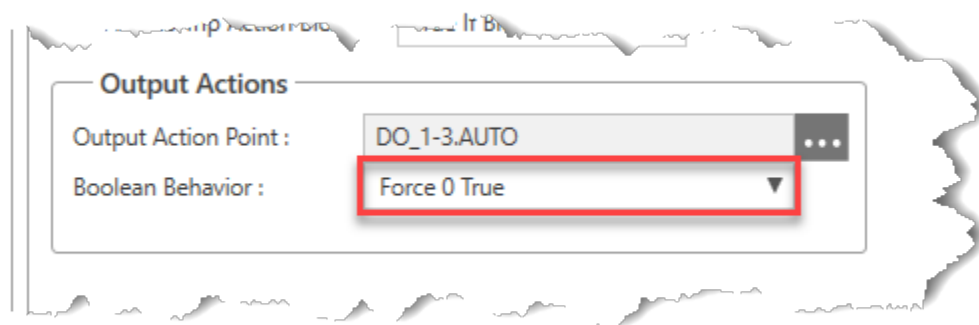 Output Actions
Output Action Point :
DO_1-3.AUTO
...
Boolean Behavior :
Force 0 True